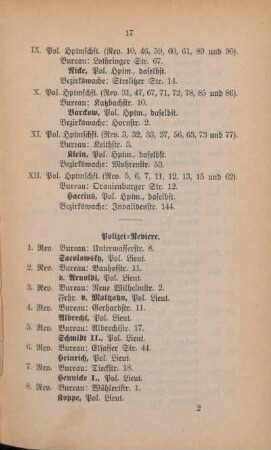 17
IX. Pol. Hptmschft. (Rev. 10, 46, 59, 60, 61, 89 und 90).
Bureau: Lothringer Str. 67.
Nicke, Pol. Hptm., daselbst.
Bezirkswache: Strelitzer Str. 14.
X. Pol. Hptmschft. (Rev. 31, 47, 67, 71, 72, 78, 85 und 86).
Bureau: Katzbachstr. 10.
Barckow, Pol. Hptm., daselbst.
Bezirkswache: Hornstr. 2.
XI. Pol. Hptmschft. (Rev. 3, 32, 33, 37, 56, 63, 73 und 77).
Bureau: Keithstr. 3.
Klein, Pol. Hptm., daselbst.
Bezirkswache: Mohrenstr. 53.
XII. Pol. Hptmschft. (Rev. 5, 6, 7, 11, 12, 13, 15 und 62).
Bureau: Oranienburger Str. 12.
Haccius, Pol. Hptm., daselbst.
Bezirkswache: Invalidenstr. 144.
Polizei-Reviere.
1. Rev. Bureau: Unterwasserstr. 8.
Sacolowsky, Pol. Lieut.
2. Rev. Bureau: Bauhofstr. 11.
v. Arnoldi, Pol. Lieut.
3. Rev. Bureau: Neue Wilhelmstr. 2.
Frhr. v. Maltzahn, Pol. Lieut.
4. Rev. Bureau: Gerhardstr. 11.
Albrecht, Pol. Lieut.
5. Rev. Bureau: Albrechtstr. 17.
Schmidt II., Pol. Lieut.
6. Rev. Bureau: Elsasser Str. 44.
Heinrich, Pol. Lieut.
7. Rev. Bureau: Tieckstr. 18.
Hennicke I., Pol. Lieut.
8. Rev. Bureau: Wöhlertstr. 1.
Koppe, Pol. Lieut.
2